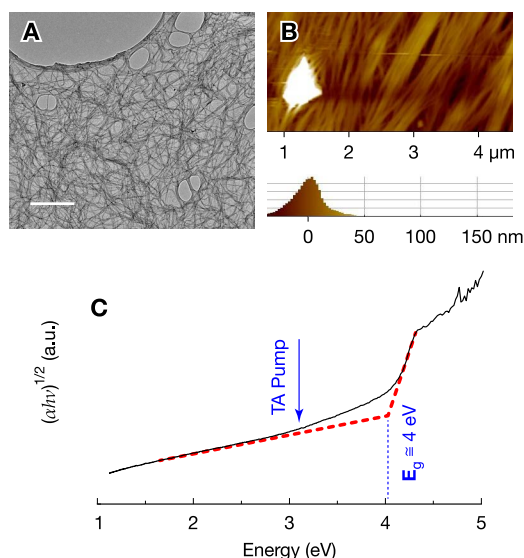 A
B
1 2 3 4 μm
0 50 100 150 nm
C
(αhν)1/2 (a.u.)
TA Pump
Eg ≅ 4 eV
1 2 3 4 5
Energy (eV)